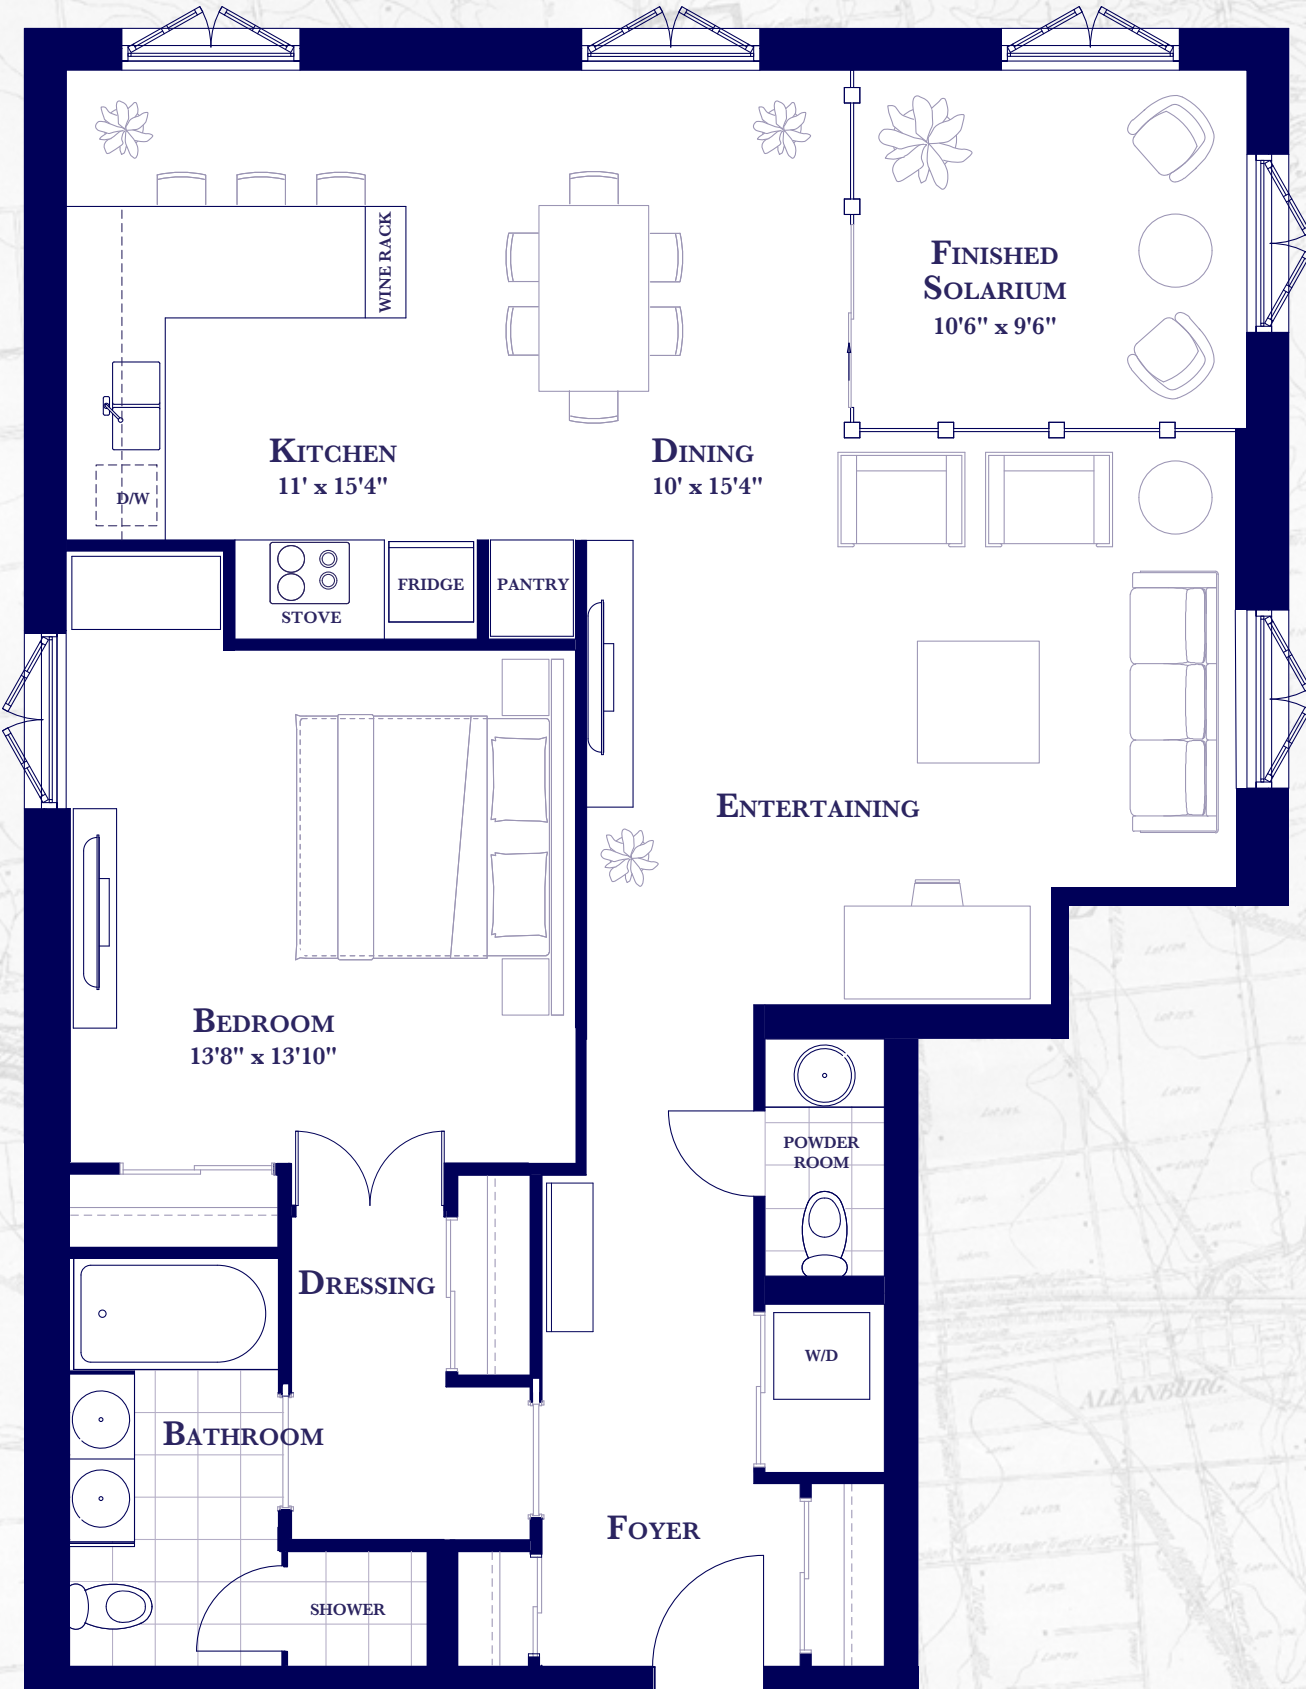 WINE RACK
FINISHED
SOLARIUM
10'6" x 9'6"
KITCHEN
11' x 15'4"
DINING
10' x 15'4"
D/W
STOVE
FRIDGE
PANTRY
ENTERTAINING
BEDROOM
13'8" x 13'10"
POWDER
ROOM
DRESSING
W/D
BATHROOM
ALLANBURG
FOYER
SHOWER